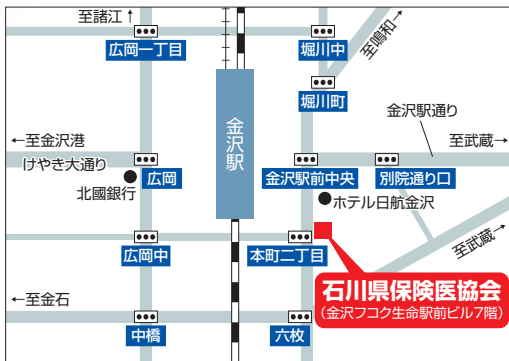 ↑至諸江
広岡一丁目
堀川中
至鳴和→
堀川町
金沢駅
金沢駅通り
←至金沢港
至武蔵→
けやき大通り
広岡
金沢駅前中央
別院通り口
北國銀行
ホテル日航金沢
広岡中
本町二丁目
至武蔵→
石川県保険医協会
(金沢フコク生命駅前ビル7階)
←至金石
中橋
六枚